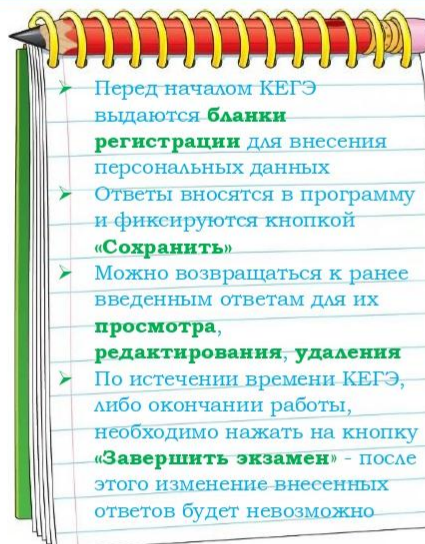 ➤ Перед началом КЕГЭ
выдаются бланки
регистрации для внесения
персональных данных
➤ Ответы вносятся в программу
и фиксируются кнопкой
«Сохранить»
➤ Можно возвращаться к ранее
введенным ответам для их
просмотра,
редактирования, удаления
➤ По истечении времени КЕГЭ,
либо окончании работы,
необходимо нажать на кнопку
«Завершить экзамен» - после
этого изменение внесенных
ответов будет невозможно